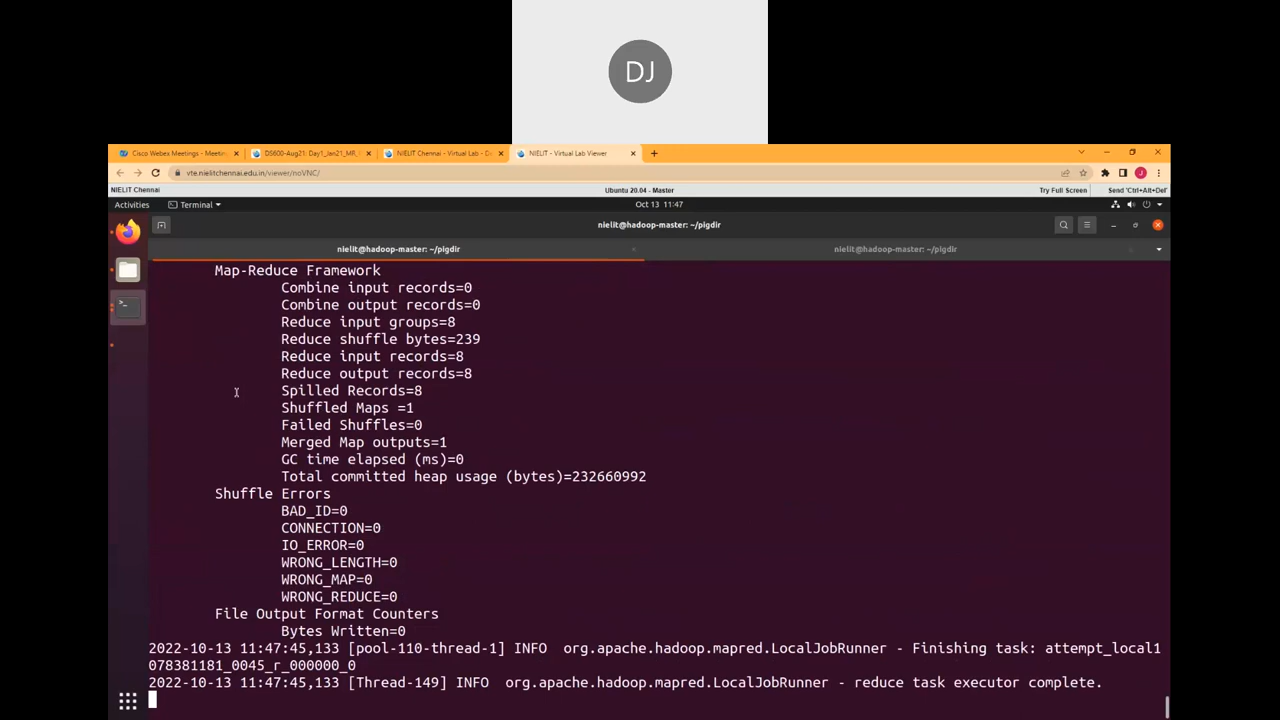 DJ
Cisco Webex Meetings - Meetin
DS600-Aug21: Day1_Jan21_MR_
NIELIT Chennai - Virtual Lab - D
NIELIT - Virtual Lab Viewer
vte.nielitchennai.edu.in/viewer/noVNC/
NIELIT Chennai
Ubuntu 20.04 - Master
Try Full Screen
Send 'Ctrl+Alt+Del'
Activities
Terminal
Oct 13 11:47
nielit@hadoop-master: ~/pigdir
nielit@hadoop-master: ~/pigdir
nielit@hadoop-master: ~/pigdir
Map-Reduce Framework
Combine input records=0
Combine output records=0
Reduce input groups=8
Reduce shuffle bytes=239
Reduce input records=8
Reduce output records=8
Spilled Records=8
Shuffled Maps =1
Failed Shuffles=0
Merged Map outputs=1
GC time elapsed (ms)=0
Total committed heap usage (bytes)=232660992
Shuffle Errors
BAD_ID=0
CONNECTION=0
IO_ERROR=0
WRONG_LENGTH=0
WRONG_MAP=0
WRONG_REDUCE=0
File Output Format Counters
Bytes Written=0
2022-10-13 11:47:45,133 [pool-110-thread-1] INFO  org.apache.hadoop.mapred.LocalJobRunner - Finishing task: attempt_local1
078381181_0045_r_000000_0
2022-10-13 11:47:45,133 [Thread-149] INFO  org.apache.hadoop.mapred.LocalJobRunner - reduce task executor complete.